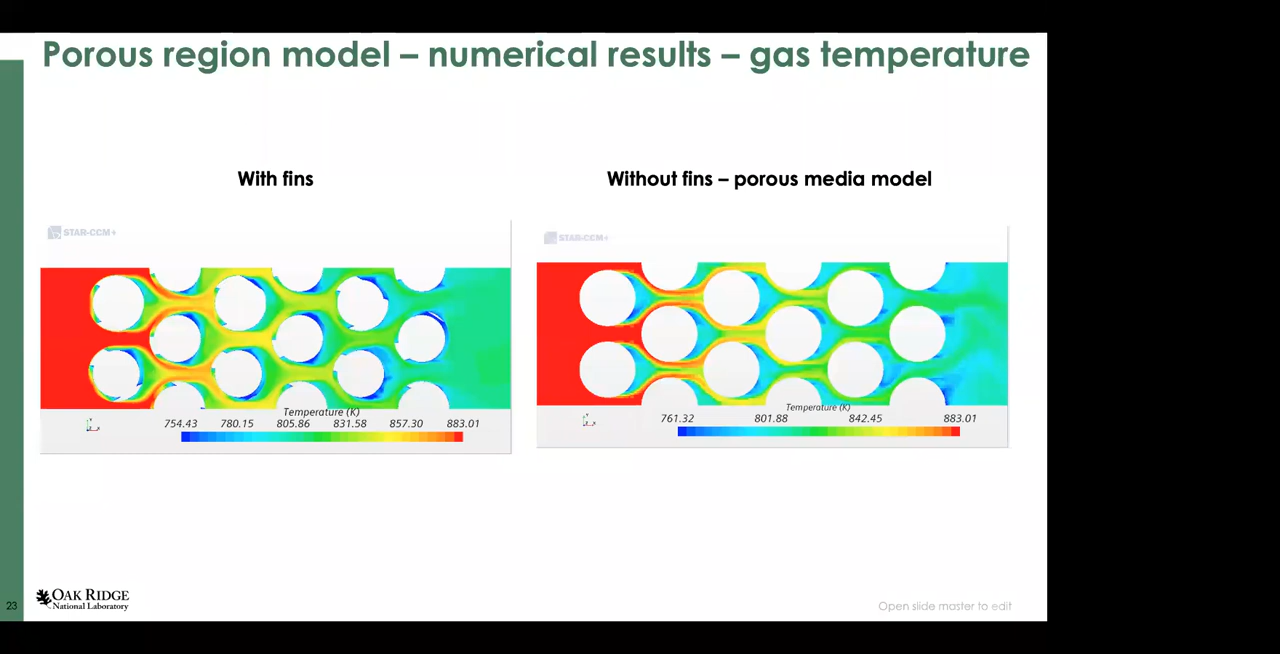 Porous region model – numerical results – gas temperature
With fins
Without fins – porous media model
STAR-CCM+
Temperature (K)
754.43 780.15 805.86 831.58 857.30 883.01
STAR-CCM+
Temperature (K)
761.32 801.88 842.45 883.01
23
OAK RIDGE
National Laboratory
Open slide master to edit